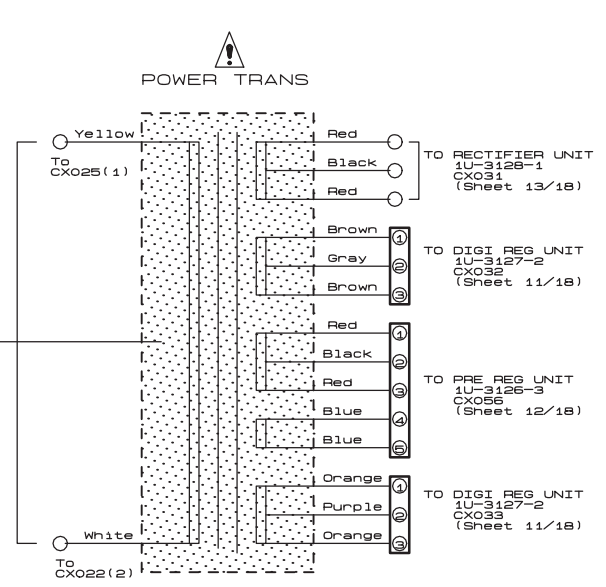 POWER TRANS
Yellow
To
CX025(1)
White
To
CX022(2)
Red
Black
Red
TO RECTIFIER UNIT
1U-3128-1
CX031
(Sheet 13/18)
Brown
Gray
Brown
1
2
3
TO DIGI REG UNIT
1U-3127-2
CX032
(Sheet 11/18)
Red
Black
Red
Blue
Blue
1
2
3
4
5
TO PRE REG UNIT
1U-3126-3
CX056
(Sheet 12/18)
Orange
Purple
Orange
1
2
3
TO DIGI REG UNIT
1U-3127-2
CX033
(Sheet 11/18)